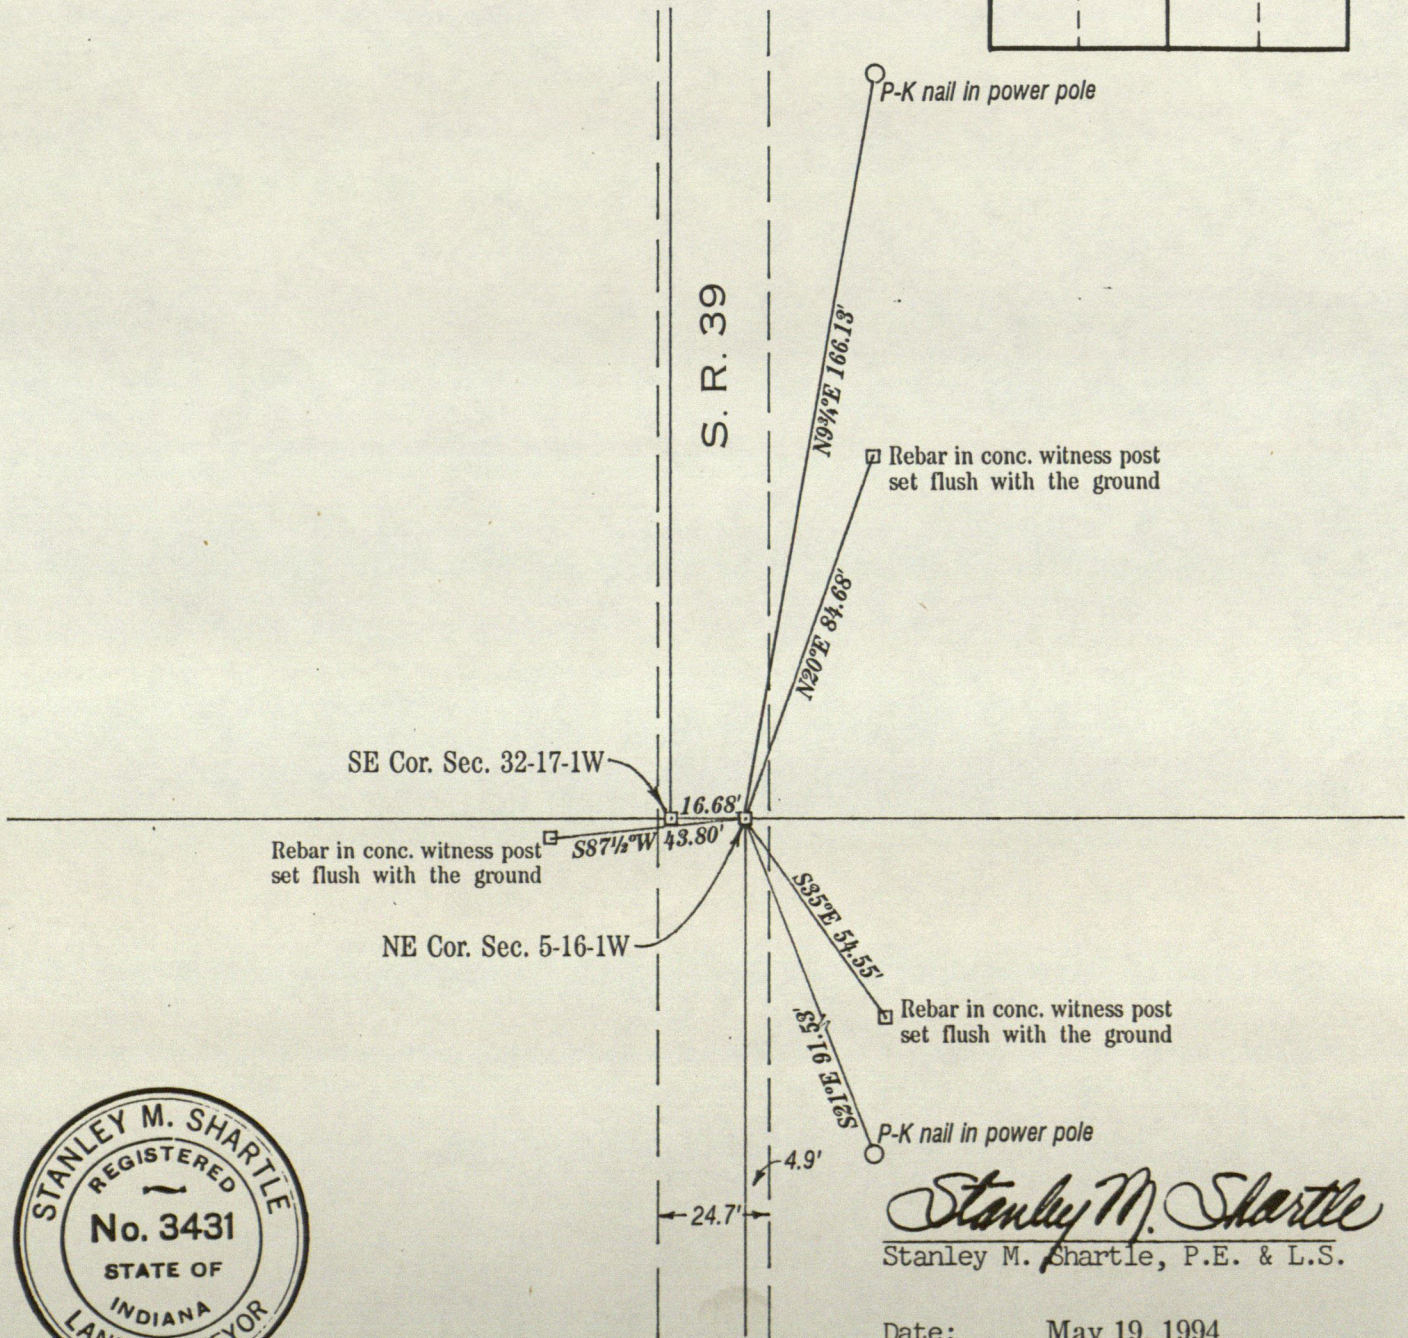 P-K nail in power pole
S. R. 39
N9¾°E 166.13'
Rebar in conc. witness post
set flush with the ground
N20°E 84.68'
SE Cor. Sec. 32-17-1W
16.68'
S87½°W 43.80'
Rebar in conc. witness post
set flush with the ground
NE Cor. Sec. 5-16-1W
S35°E 54.55'
Rebar in conc. witness post
set flush with the ground
S21°E 91.53'
P-K nail in power pole
4.9'
24.7'
STANLEY M. SHARTLE
REGISTERED
No. 3431
STATE OF
INDIANA
Stanley M. Shartle
Stanley M. Shartle, P.E. & L.S.
Date: May 19, 1994